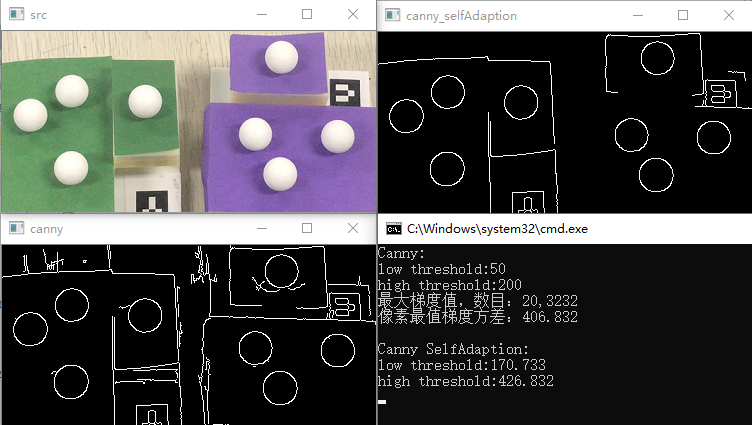 src
canny_selfAdaption
canny
C:\Windows\system32\cmd.exe
Canny:
low threshold:50
high threshold:200
最大梯度值，数目：20,3232
像素最值梯度方差：406.832
Canny SelfAdaption:
low threshold:170.733
high threshold:426.832